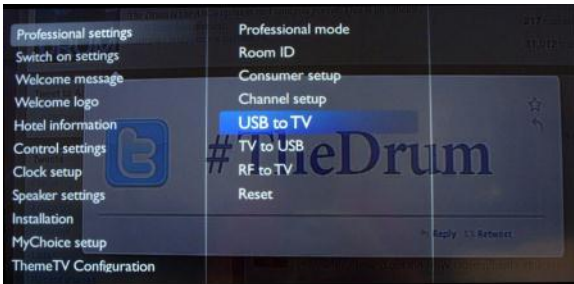 Professional settings
Switch on settings
Welcome message
Welcome logo
Hotel information
Control settings
Clock setup
Speaker settings
Installation
MyChoice setup
ThemeTV Configuration
Professional mode
Room ID
Consumer setup
Channel setup
USB to TV
TV to USB
RF to TV
Reset
#TheDrum
Reply
Retweet